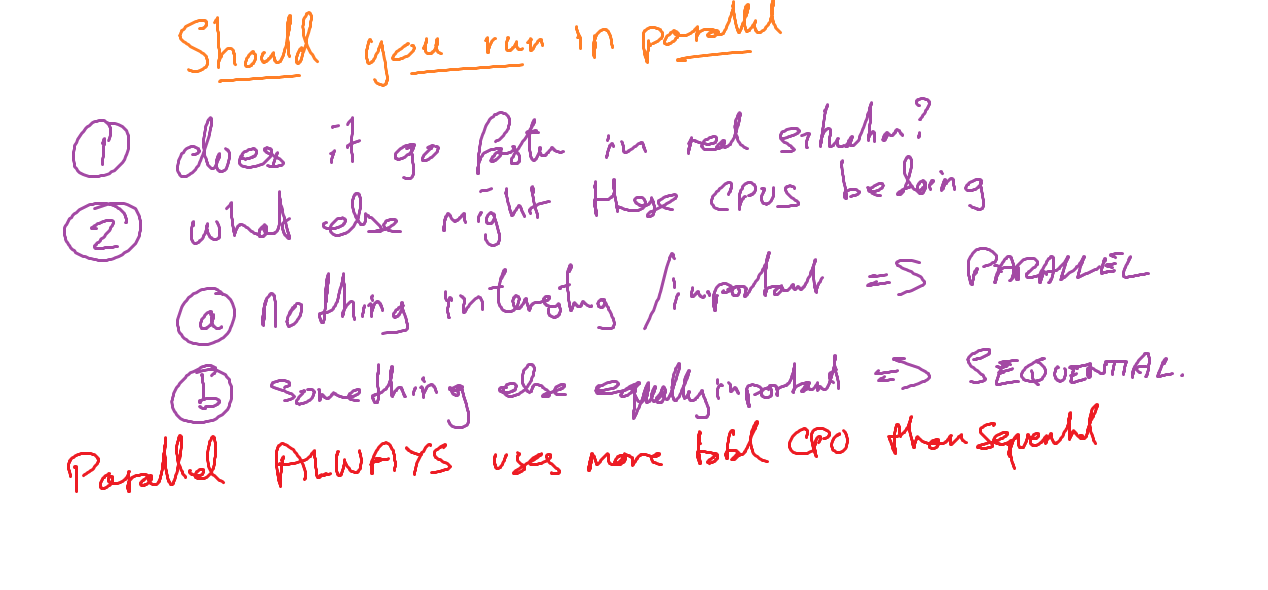 Should you run in parallel
① does it go faster in real situation?
② what else might these CPUS be doing
ⓐ nothing interesting / important => PARALLEL
ⓑ something else equally important => SEQUENTIAL.
Parallel ALWAYS uses more total CPU than sequential